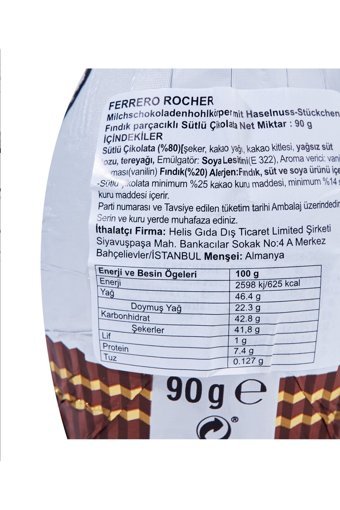 FERRERO ROCHER
Milchschokoladenhohlkörper mit Haselnuss-Stückchen
Fındık parçacıklı Sütlü Çikolata Net Miktar : 90 g
İÇİNDEKİLER
Sütlü Çikolata (%80)[şeker, kakao yağı, kakao kitlesi, yağsız süt
tozu, tereyağı, Emülgatör: Soya Lesitini(E 322), Aroma verici: vani
ması(vanilin) Fındık(%20) Alerjen:Fındık, süt ve soya ürünü içe
-Sütlü çikolata minimum %25 kakao kuru maddesi, minimum %14
kuru maddesi içerir.
Parti numarası ve Tavsiye edilen tüketim tarihi Ambalaj üzerindedir
Serin ve kuru yerde muhafaza ediniz.
İthalatçı Firma: Helis Gıda Dış Ticaret Limited Şirketi
Siyavuşpaşa Mah. Bankacılar Sokak No:4 A Merkez
Bahçelievler/İSTANBUL Menşei: Almanya
Enerji ve Besin Ögeleri 100 g
Enerji 2598 kj/625 kcal
Yağ 46.4 g
Doymuş Yağ 22.3 g
Karbonhidrat 42.8 g
Şekerler 41,8 g
Lif 1 g
Protein 7.4 g
Tuz 0.127 g
90 g ℮